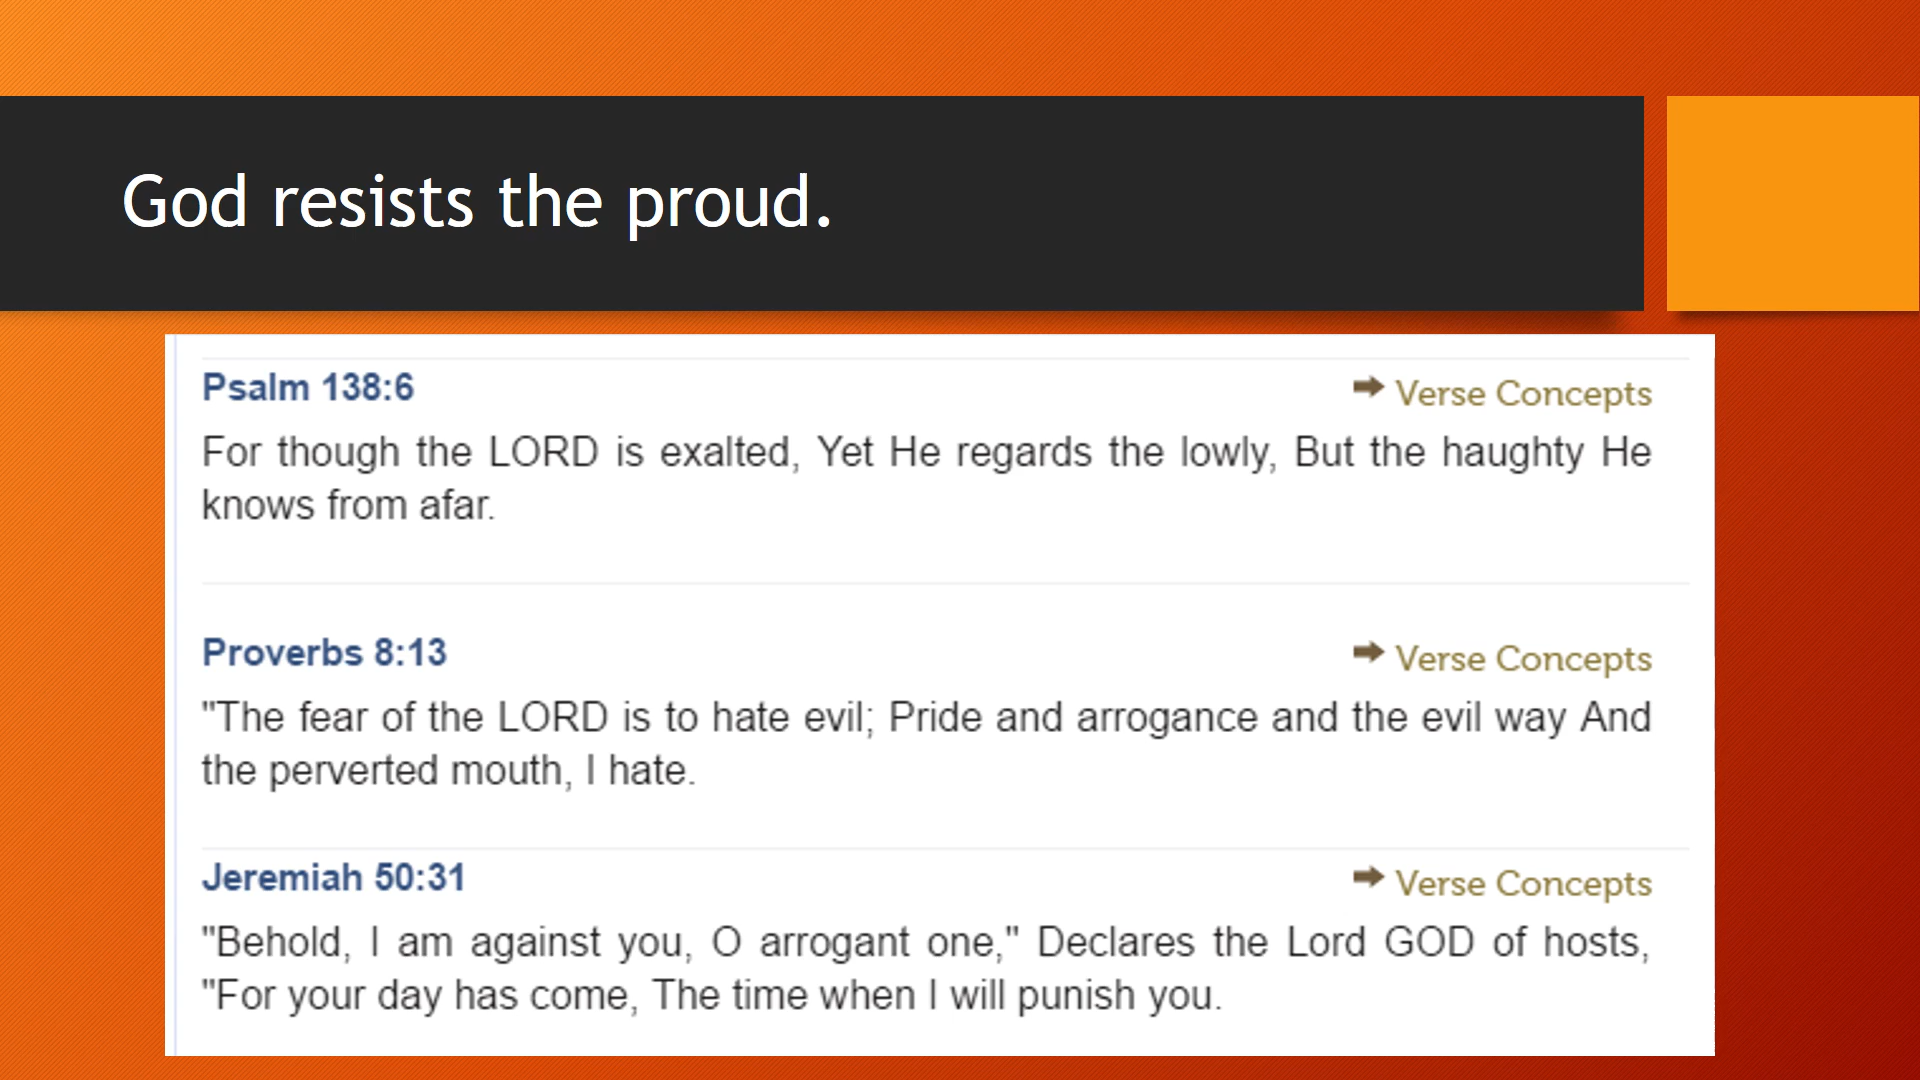 God resists the proud.
Psalm 138:6
Verse Concepts
For though the LORD is exalted, Yet He regards the lowly, But the haughty He
knows from afar.
Proverbs 8:13
Verse Concepts
"The fear of the LORD is to hate evil; Pride and arrogance and the evil way And
the perverted mouth, I hate.
Jeremiah 50:31
Verse Concepts
"Behold, I am against you, O arrogant one," Declares the Lord GOD of hosts,
"For your day has come, The time when I will punish you.